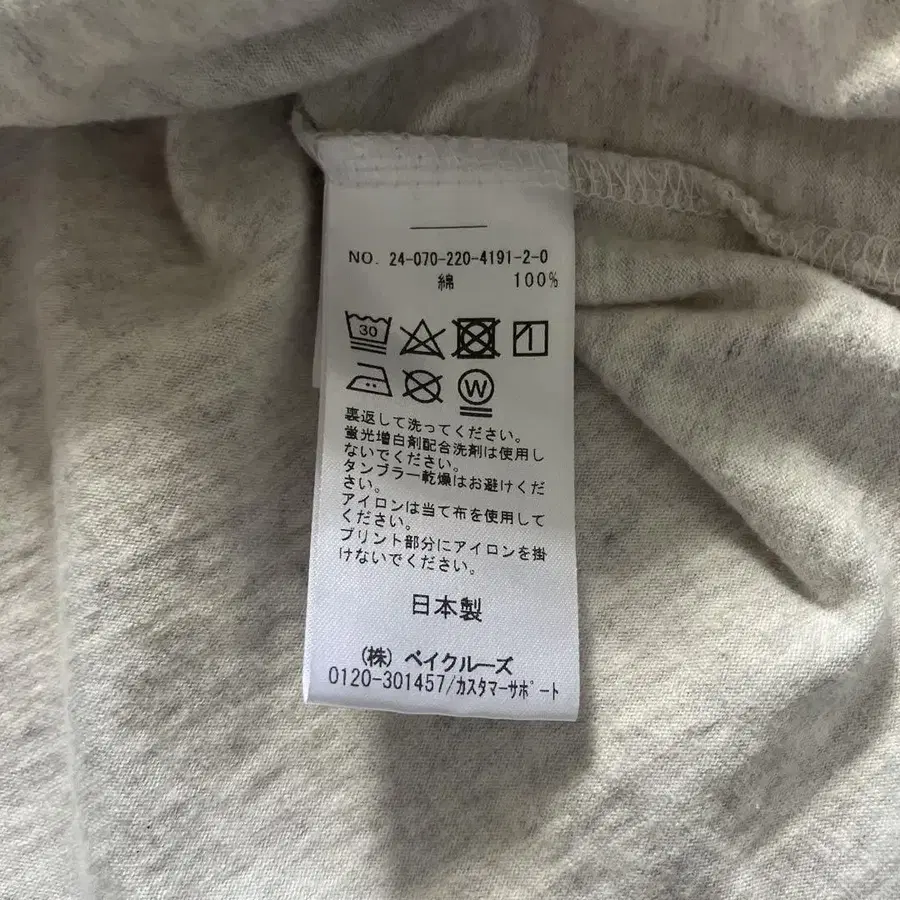 NO. 24-070-220-4191-2-0
綿 100%
30
W
裏返して洗ってください。
蛍光増白剤配合洗剤は使用し
ないでください。
タンブラー乾燥はお避けくだ
さい。
アイロンは当て布を使用して
ください。
プリント部分にアイロンを掛
けないでください。
日本製
(株) ベイクルーズ
0120-301457/カスタマーサポート